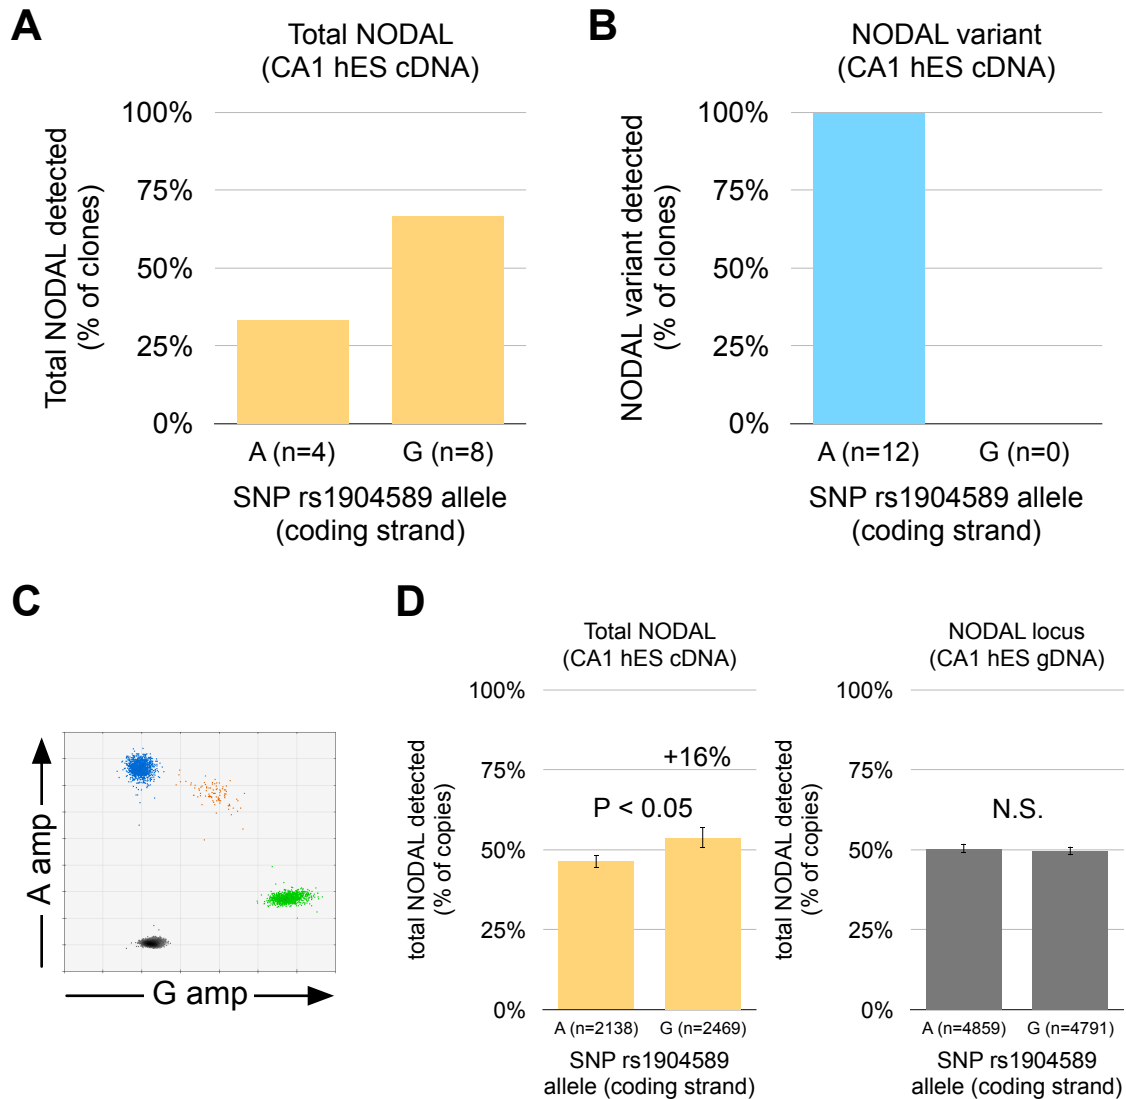 A
Total NODAL
(CA1 hES cDNA)
Total NODAL detected
(% of clones)
100%
75%
50%
25%
0%
A (n=4)
G (n=8)
SNP rs1904589 allele
(coding strand)
B
NODAL variant
(CA1 hES cDNA)
NODAL variant detected
(% of clones)
100%
75%
50%
25%
0%
A (n=12)
G (n=0)
SNP rs1904589 allele
(coding strand)
C
A amp
G amp
D
Total NODAL
(CA1 hES cDNA)
total NODAL detected
(% of copies)
100%
75%
50%
25%
0%
+16%
P < 0.05
A (n=2138)
G (n=2469)
SNP rs1904589
allele (coding strand)
NODAL locus
(CA1 hES gDNA)
total NODAL detected
(% of copies)
100%
75%
50%
25%
0%
N.S.
A (n=4859)
G (n=4791)
SNP rs1904589
allele (coding strand)